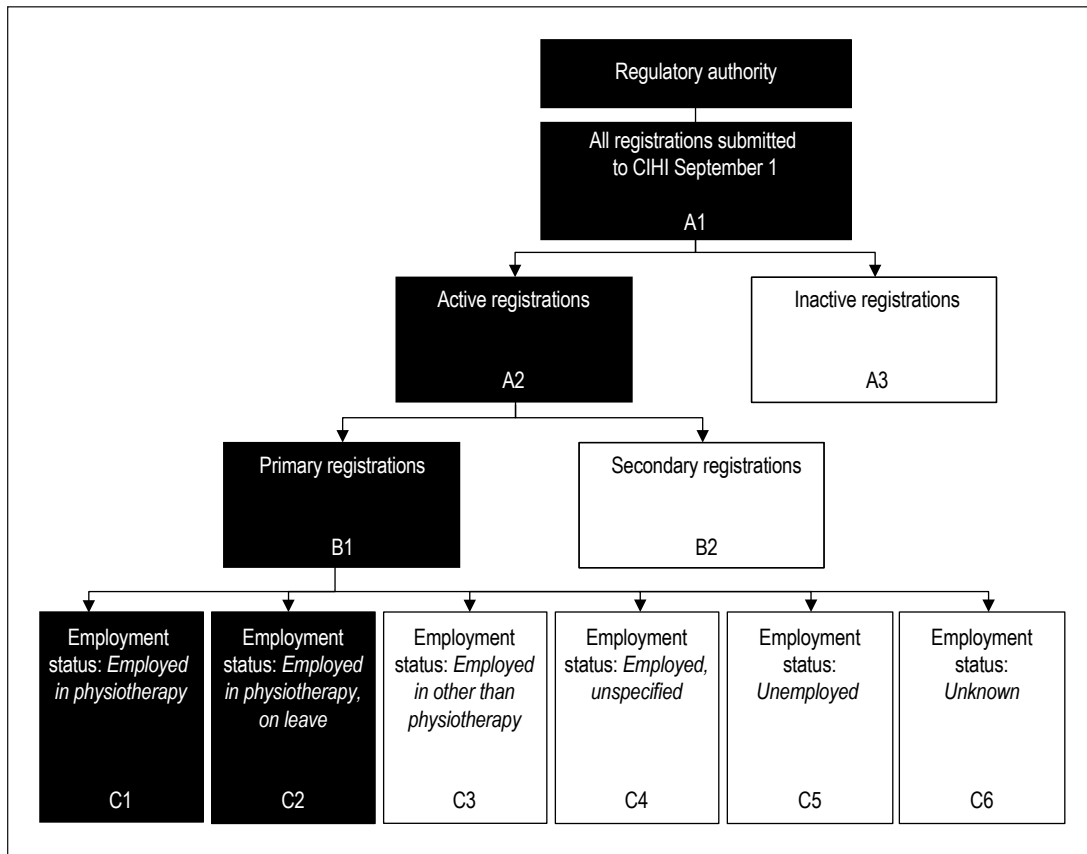 Regulatory authority
All registrations submitted
to CIHI September 1
A1
Active registrations
A2
Inactive registrations
A3
Primary registrations
B1
Secondary registrations
B2
Employment
status: Employed
in physiotherapy
C1
Employment
status: Employed
in physiotherapy,
on leave
C2
Employment
status: Employed
in other than
physiotherapy
C3
Employment
status: Employed,
unspecified
C4
Employment
status:
Unemployed
C5
Employment
status:
Unknown
C6